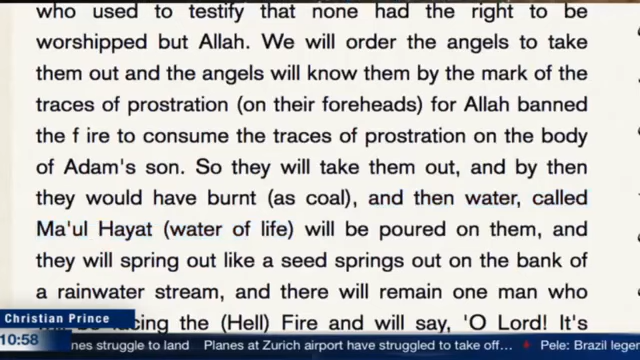 who used to testify that none had the right to be
worshipped but Allah. We will order the angels to take
them out and the angels will know them by the mark of the
traces of prostration (on their foreheads) for Allah banned
the f ire to consume the traces of prostration on the body
of Adam's son. So they will take them out, and by then
they would have burnt (as coal), and then water, called
Ma'ul Hayat (water of life) will be poured on them, and
they will spring out like a seed springs out on the bank of
a rainwater stream, and there will remain one man who
the (Hell) Fire and will say, 'O Lord! It's
Christian Prince
10:58
nes struggle to land Planes at Zurich airport have struggled to take off... Pele: Brazil legen